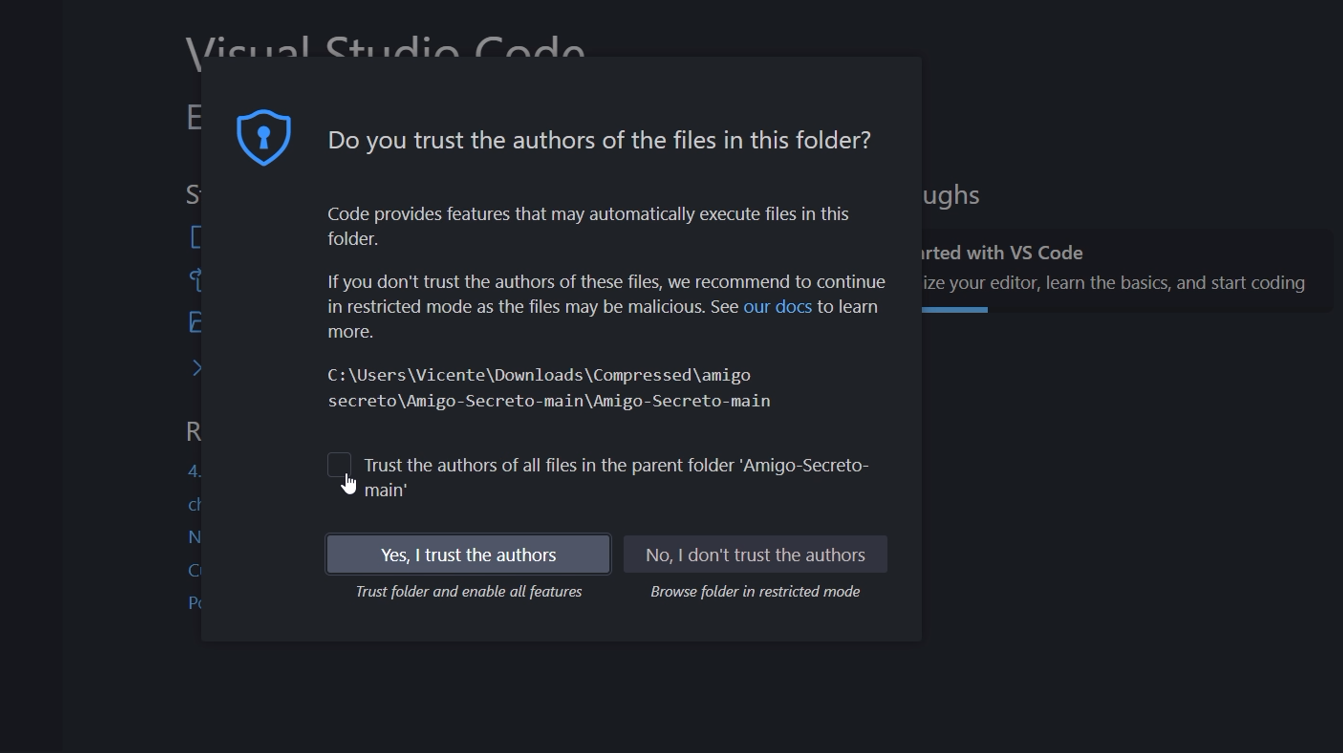 Visual Studio Code
Do you trust the authors of the files in this folder?
Code provides features that may automatically execute files in this
folder.
If you don't trust the authors of these files, we recommend to continue
in restricted mode as the files may be malicious. See our docs to learn
more.
C:\Users\Vicente\Downloads\Compressed\amigo
secreto\Amigo-Secreto-main\Amigo-Secreto-main
Trust the authors of all files in the parent folder 'Amigo-Secreto-
main'
Yes, I trust the authors
No, I don't trust the authors
Trust folder and enable all features
Browse folder in restricted mode
ughs
rted with VS Code
ize your editor, learn the basics, and start coding